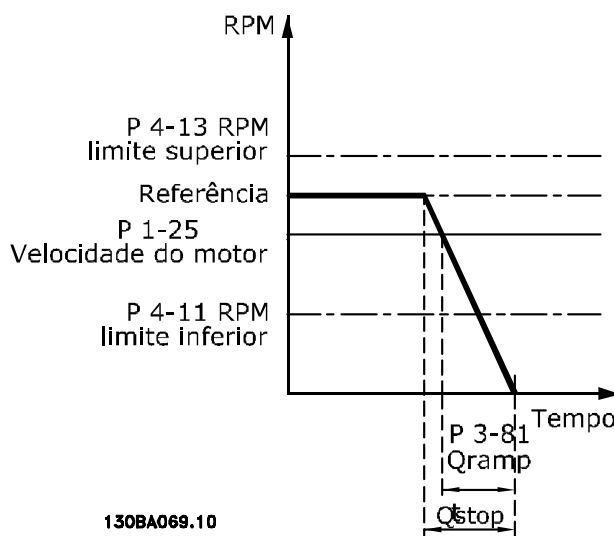 RPM
P 4-13 RPM
limite superior
Referência
P 1-25
Velocidade do motor
P 4-11 RPM
limite inferior
Tempo
P 3-81
Qramp
Qstop
130BA069.10